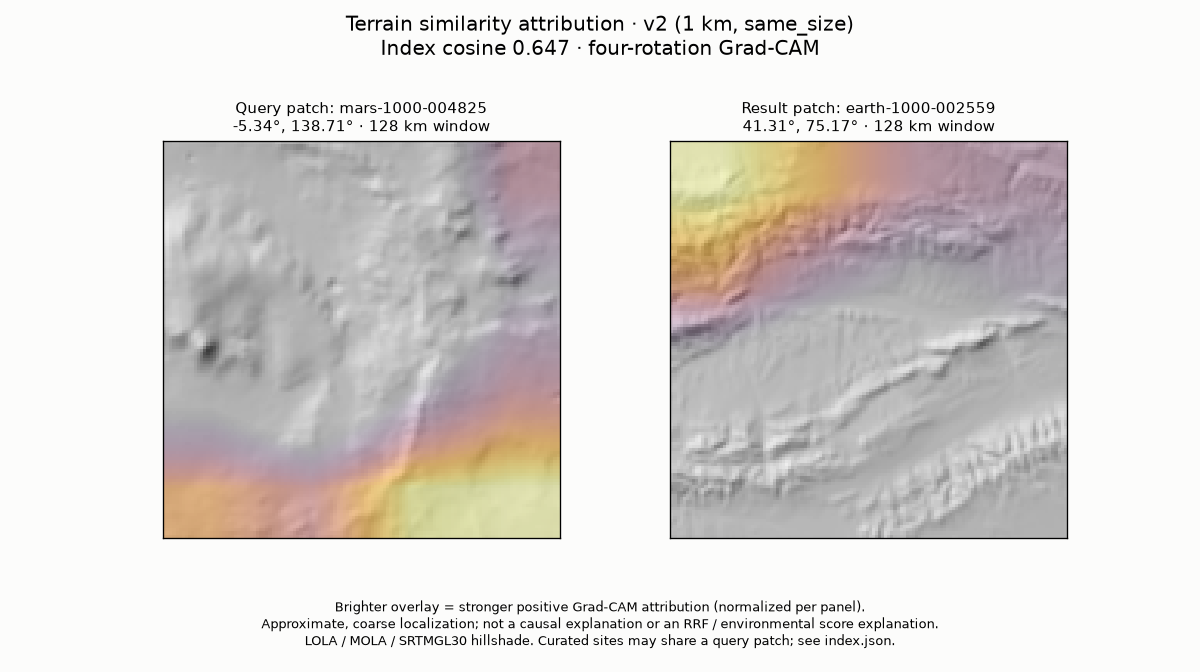 Terrain similarity attribution · v2 (1 km, same_size)
Index cosine 0.647 · four-rotation Grad-CAM
Query patch: mars-1000-004825
-5.34°, 138.71° · 128 km window
Result patch: earth-1000-002559
41.31°, 75.17° · 128 km window
Brighter overlay = stronger positive Grad-CAM attribution (normalized per panel).
Approximate, coarse localization; not a causal explanation or an RRF / environmental score explanation.
LOLA / MOLA / SRTMGL30 hillshade. Curated sites may share a query patch; see index.json.